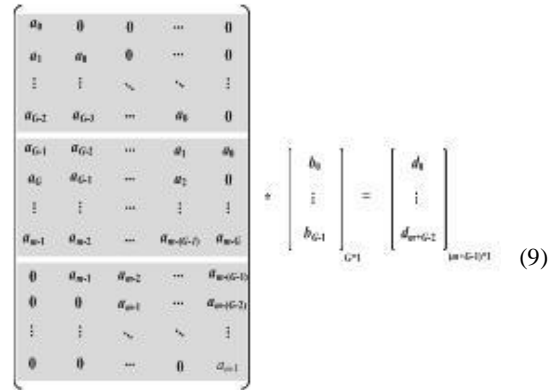 a₀ 0 0 ⋯ 0
a₁ a₀ 0 ⋯ 0
⋮ ⋮ ⋱ ⋱ ⋮
a_{G-2} a_{G-3} ⋯ a₀ 0
a_{G-1} a_{G-2} ⋯ a₁ a₀
a_G a_{G-1} ⋯ a₂ 0
⋮ ⋮ ⋯ ⋮ ⋮
a_{m-1} a_{m-2} ⋯ a_{m-(G-1)} a_{m-G}
0 a_{m-1} a_{m-2} ⋯ a_{m-(G-1)}
0 0 a_{m-1} ⋯ a_{m-(G-2)}
⋮ ⋮ ⋱ ⋱ ⋮
0 0 ⋯ 0 a_{m-1}
*
b₀
⋮
b_{G-1}
G*1
=
d₀
⋮
d_{m+G-2}
(m+G-1)*1
(9)